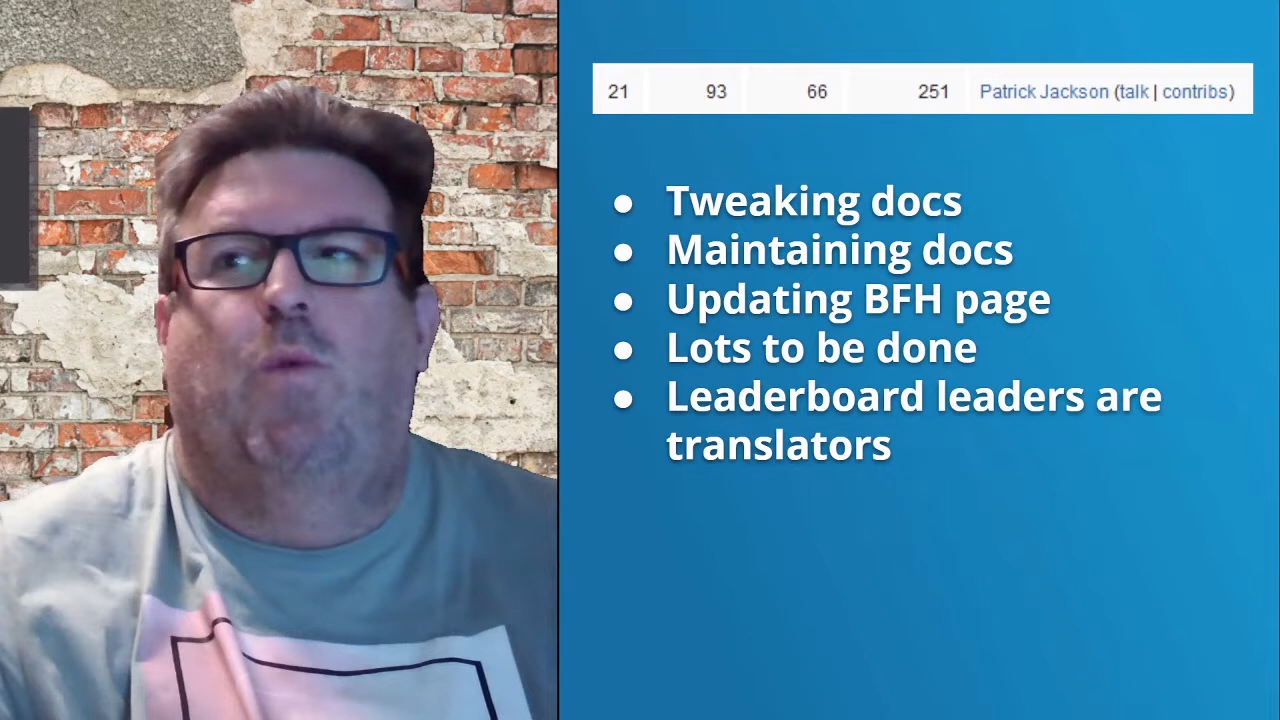 21 93 66 251 Patrick Jackson (talk | contribs)
● Tweaking docs
● Maintaining docs
● Updating BFH page
● Lots to be done
● Leaderboard leaders are
translators